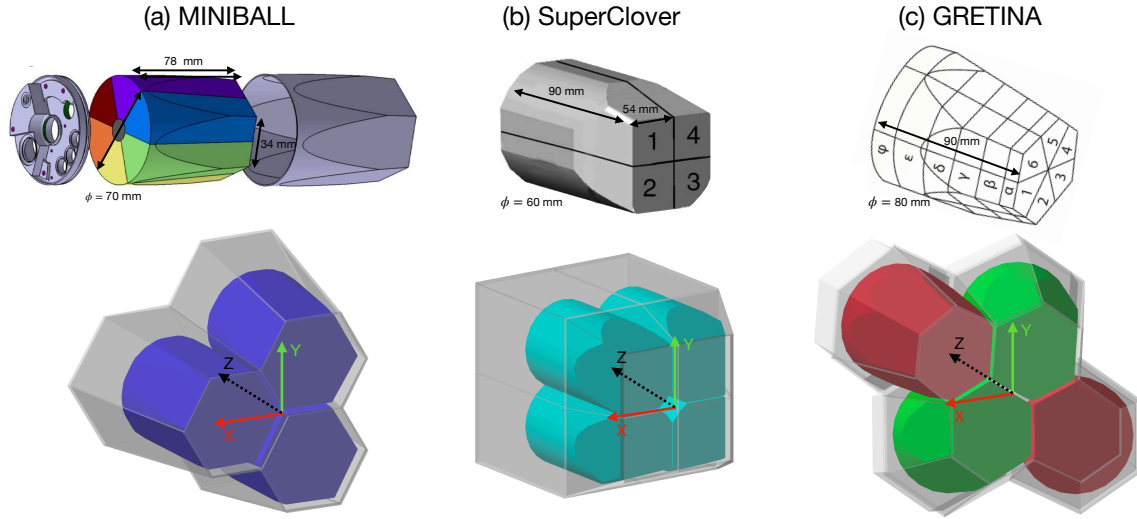 (a) MINIBALL
(b) SuperClover
(c) GRETINA
78 mm
34 mm
ϕ = 70 mm
90 mm
54 mm
1
4
2
3
ϕ = 60 mm
90 mm
φ
ε
δ
γ
β
α
1
2
3
4
5
6
ϕ = 80 mm
Z
Y
X
Z
Y
X
Z
Y
X